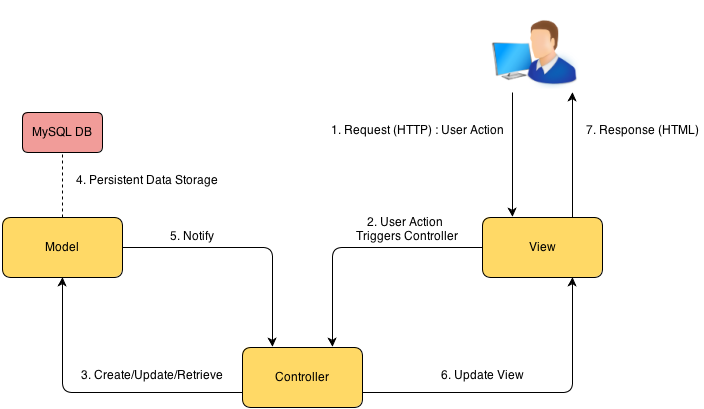 1. Request (HTTP) : User Action
7. Response (HTML)
MySQL DB
4. Persistent Data Storage
Model
5. Notify
2. User Action
Triggers Controller
View
3. Create/Update/Retrieve
Controller
6. Update View